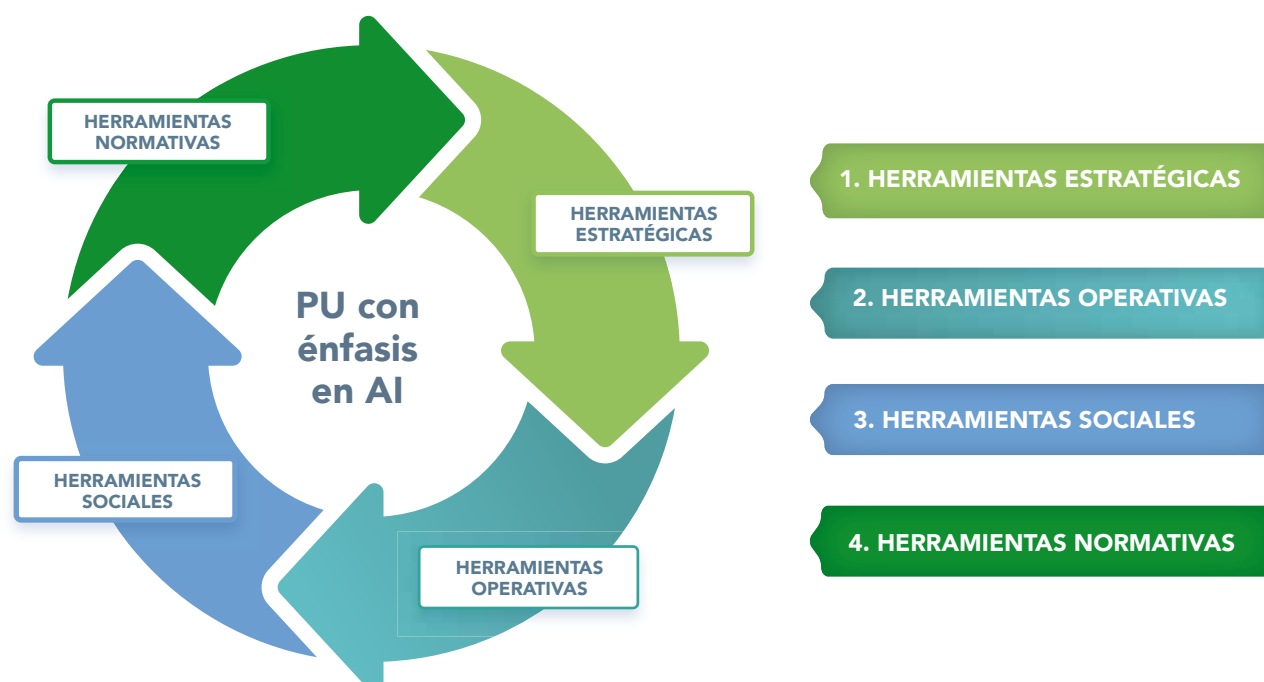 HERRAMIENTAS
NORMATIVAS
HERRAMIENTAS
ESTRATÉGICAS
PU con
énfasis
en AI
HERRAMIENTAS
SOCIALES
HERRAMIENTAS
OPERATIVAS
1. HERRAMIENTAS ESTRATÉGICAS
2. HERRAMIENTAS OPERATIVAS
3. HERRAMIENTAS SOCIALES
4. HERRAMIENTAS NORMATIVAS